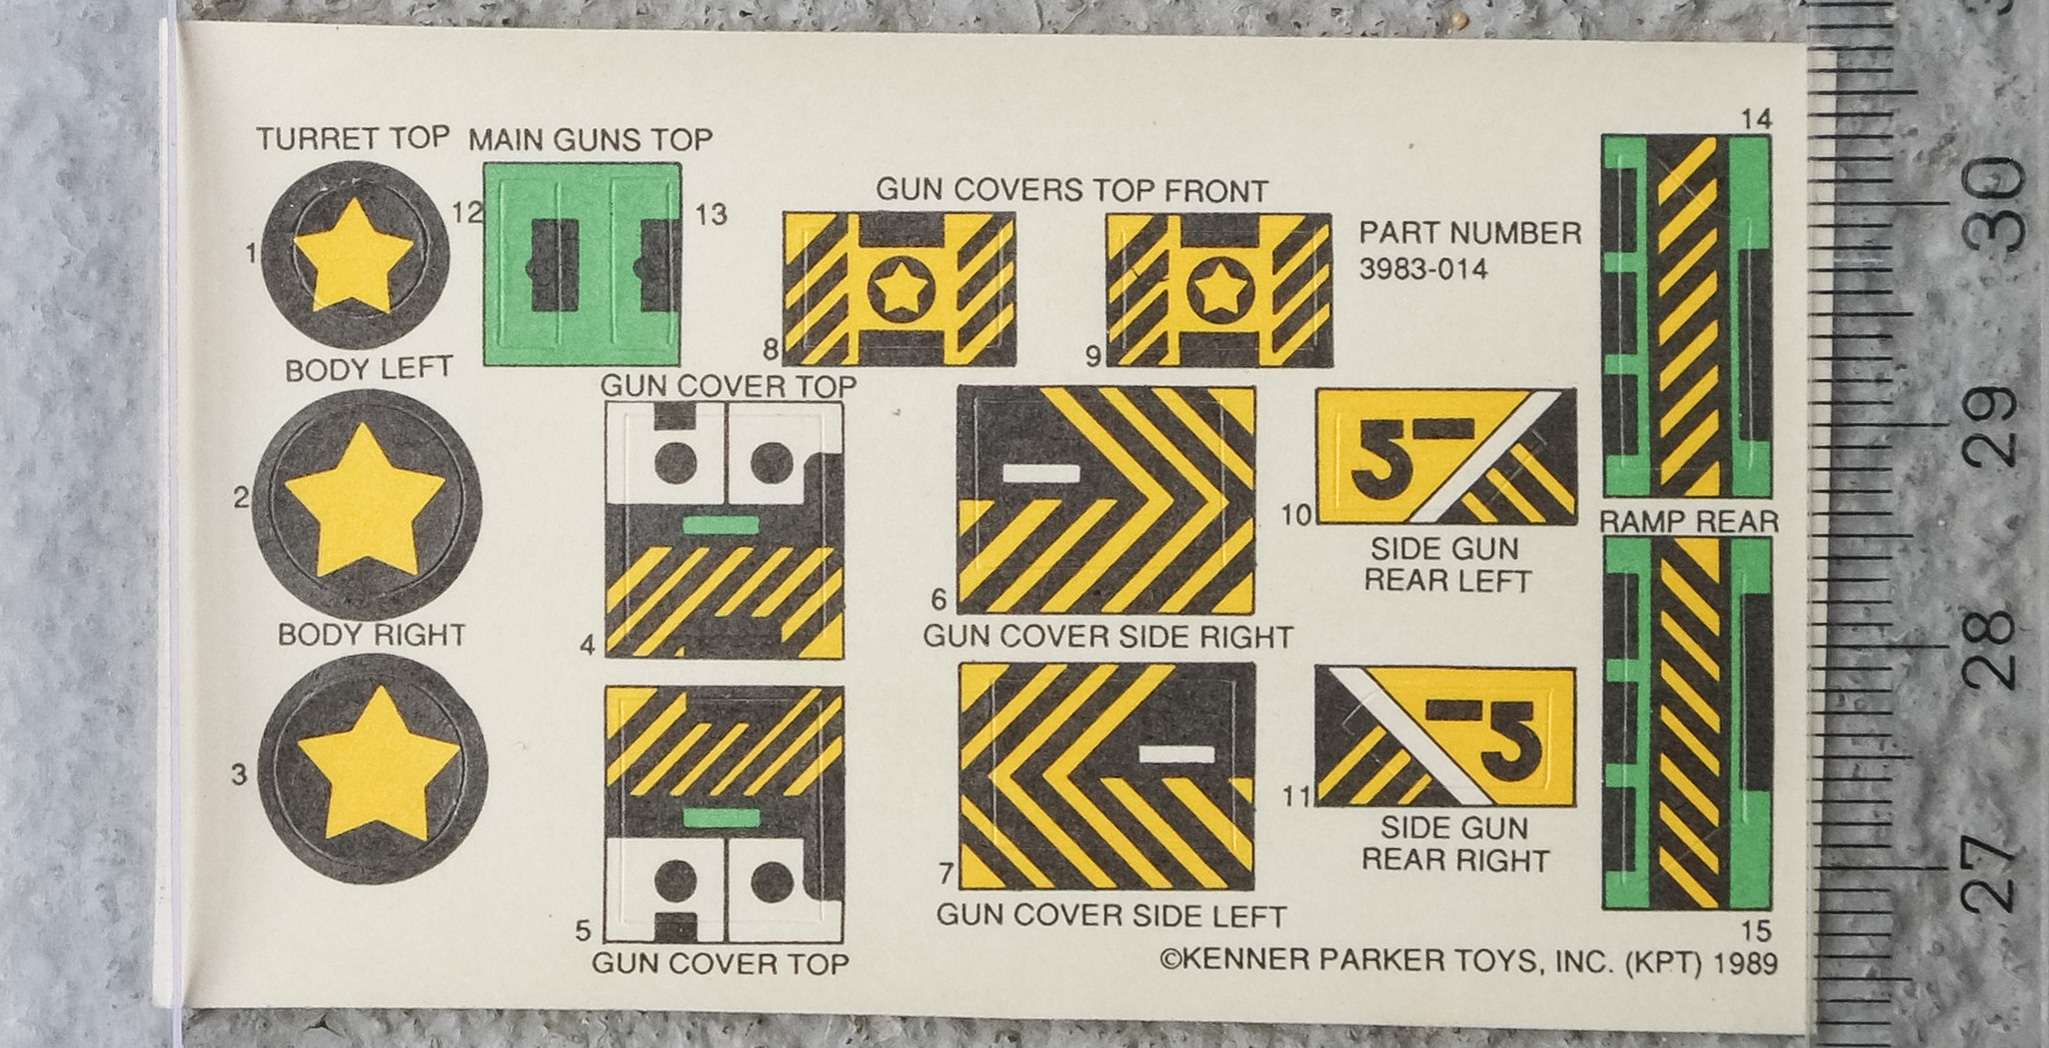 TURRET TOP
1
BODY LEFT
2
BODY RIGHT
3
MAIN GUNS TOP
12
13
GUN COVER TOP
4
5
GUN COVER TOP
GUN COVERS TOP FRONT
8
9
PART NUMBER
3983-014
6
GUN COVER SIDE RIGHT
7
GUN COVER SIDE LEFT
5
10
SIDE GUN
REAR LEFT
5
11
SIDE GUN
REAR RIGHT
14
RAMP REAR
15
©KENNER PARKER TOYS, INC. (KPT) 1989
30
29
28
27